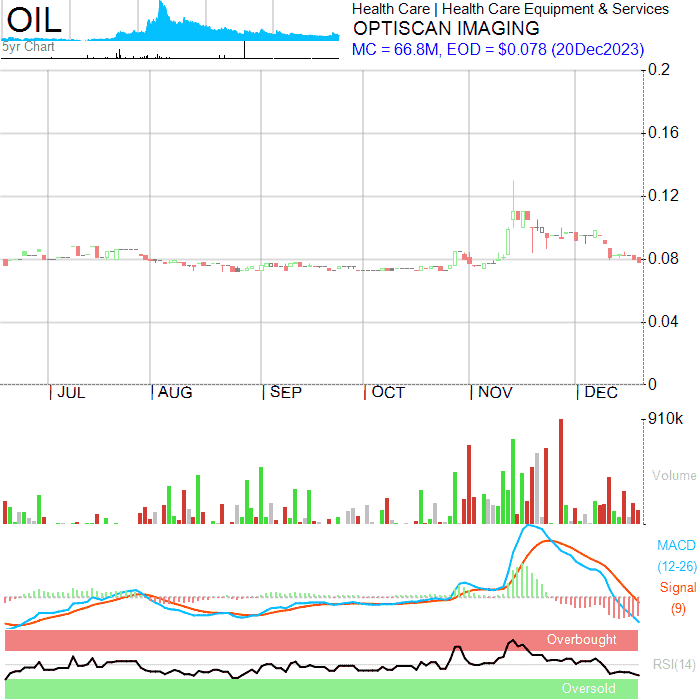 OIL
5yr Chart
Health Care | Health Care Equipment & Services
OPTISCAN IMAGING
MC = 66.8M, EOD = $0.078 (20Dec2023)
0.2
0.16
0.12
0.08
0.04
0
JUL AUG SEP OCT NOV DEC
910k
Volume
MACD
(12-26)
Signal
(9)
Overbought
RSI(14)
Oversold